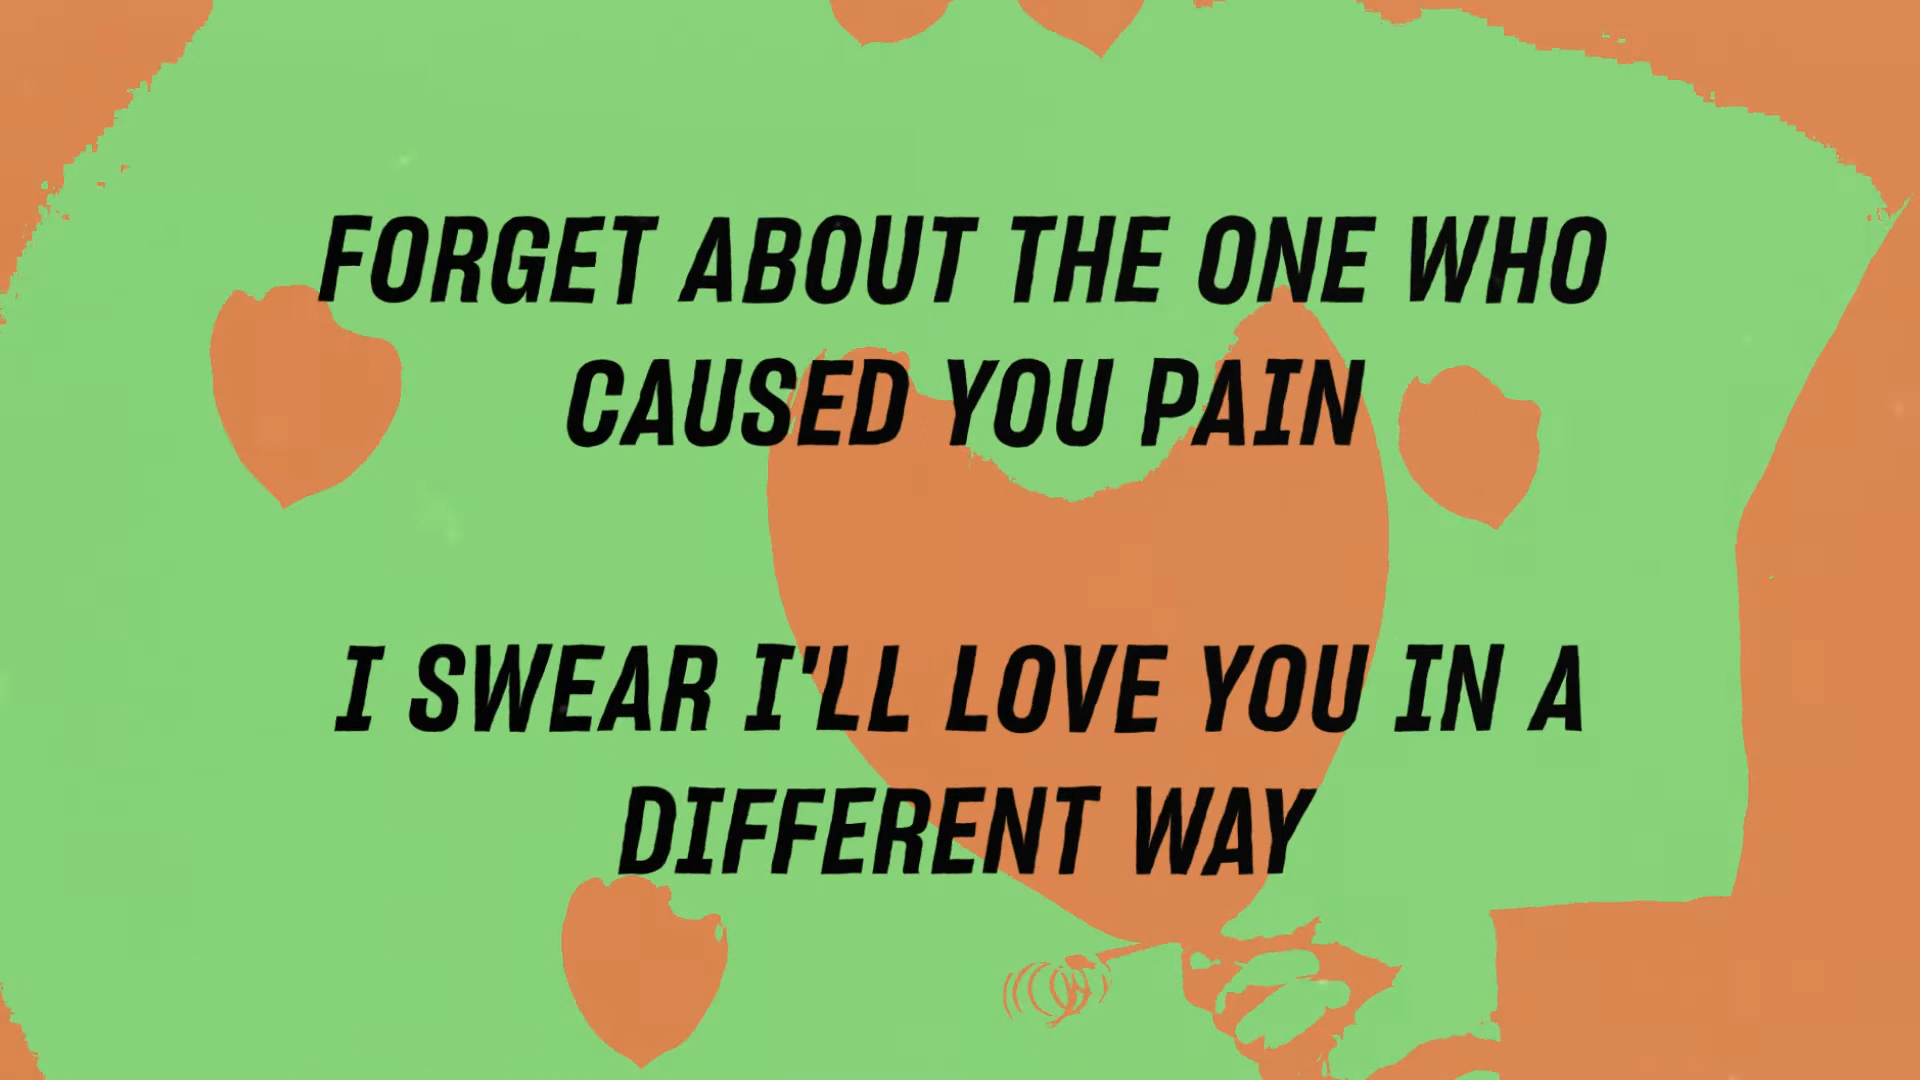 FORGET ABOUT THE ONE WHO
CAUSED YOU PAIN
I SWEAR I'LL LOVE YOU IN A
DIFFERENT WAY